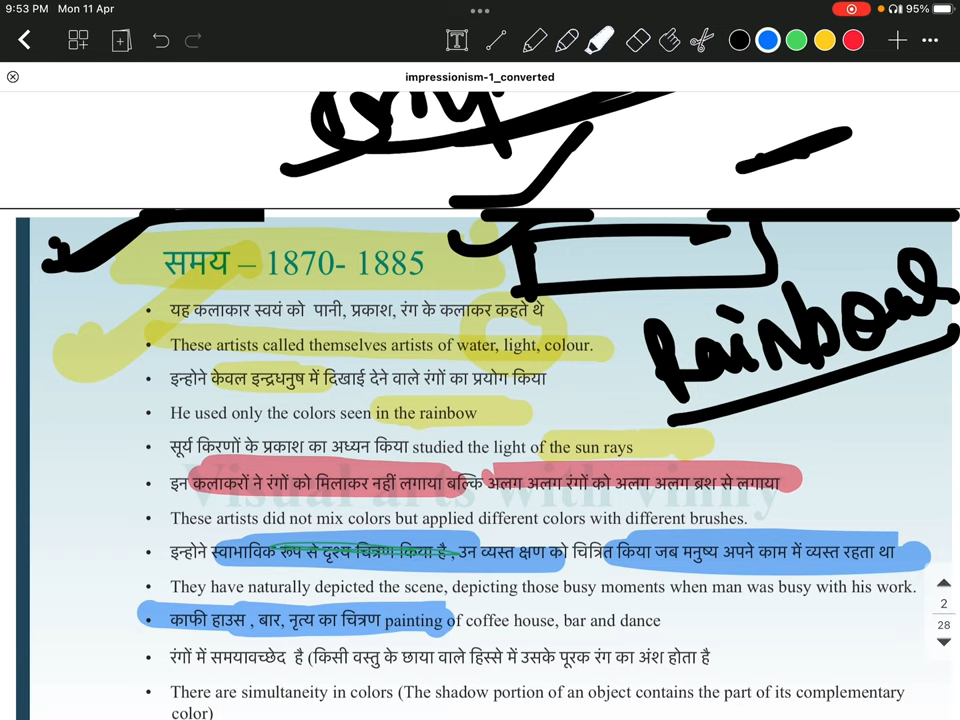 9:53 PM Mon 11 Apr
95%
impressionism-1_converted
समय – 1870- 1885
Rainbow
• यह कलाकार स्वयं को पानी, प्रकाश, रंग के कलाकर कहते थे
• These artists called themselves artists of water, light, colour.
• इन्होने केवल इन्द्रधनुष में दिखाई देने वाले रंगों का प्रयोग किया
• He used only the colors seen in the rainbow
• सूर्य किरणों के प्रकाश का अध्यन किया studied the light of the sun rays
Visual arts with vinny
• इन कलाकरों ने रंगों को मिलाकर नहीं लगाया बल्कि अलग अलग रंगों को अलग अलग ब्रश से लगाया
• These artists did not mix colors but applied different colors with different brushes.
• इन्होने स्वाभाविक रूप से दृश्य चित्रण किया है , उन व्यस्त क्षण को चित्रित किया जब मनुष्य अपने काम में व्यस्त रहता था
• They have naturally depicted the scene, depicting those busy moments when man was busy with his work.
• काफी हाउस , बार, नृत्य का चित्रण painting of coffee house, bar and dance
• रंगों में समयावच्छेद है (किसी वस्तु के छाया वाले हिस्से में उसके पूरक रंग का अंश होता है
• There are simultaneity in colors (The shadow portion of an object contains the part of its complementary
color)
2
28